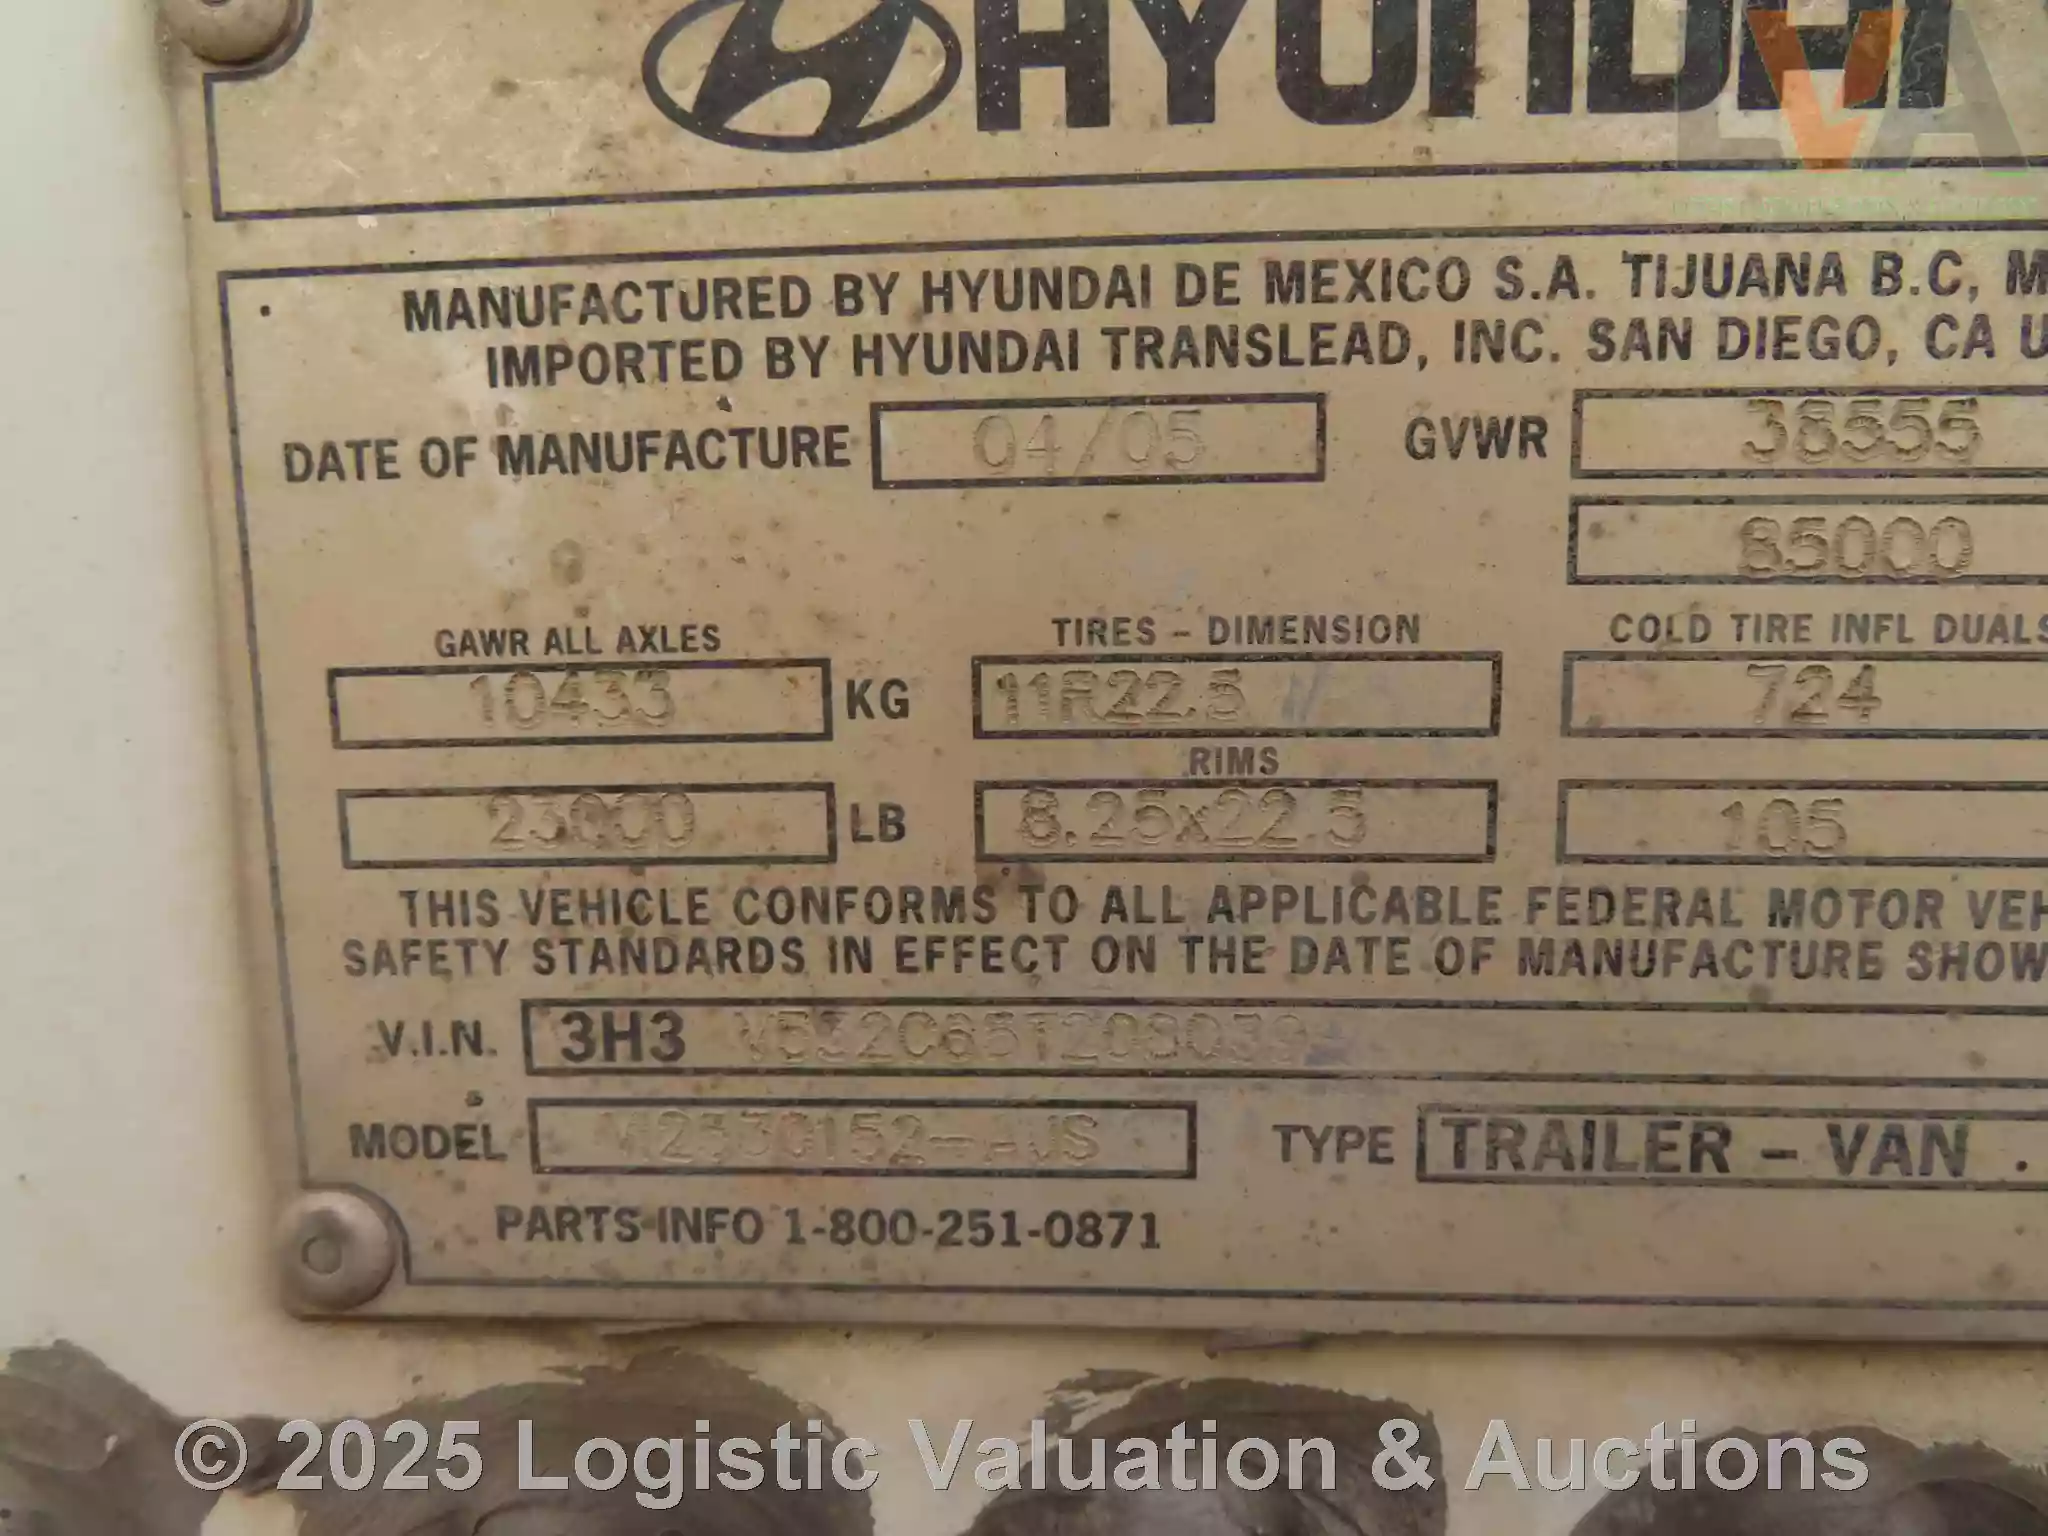 HYUNDAI
MANUFACTURED BY HYUNDAI DE MEXICO S.A. TIJUANA B.C, M
IMPORTED BY HYUNDAI TRANSLEAD, INC. SAN DIEGO, CA U
DATE OF MANUFACTURE 04/05 GVWR 38555
85000
GAWR ALL AXLES TIRES - DIMENSION COLD TIRE INFL DUALS
10433 KG 11R22.5 724
RIMS
23000 LB 8.25x22.5 105
THIS VEHICLE CONFORMS TO ALL APPLICABLE FEDERAL MOTOR VEH
SAFETY STANDARDS IN EFFECT ON THE DATE OF MANUFACTURE SHOW
V.I.N. 3H3 V532C65T208039
MODEL TYPE TRAILER - VAN .
PARTS INFO 1-800-251-0871
© 2025 Logistic Valuation & Auctions